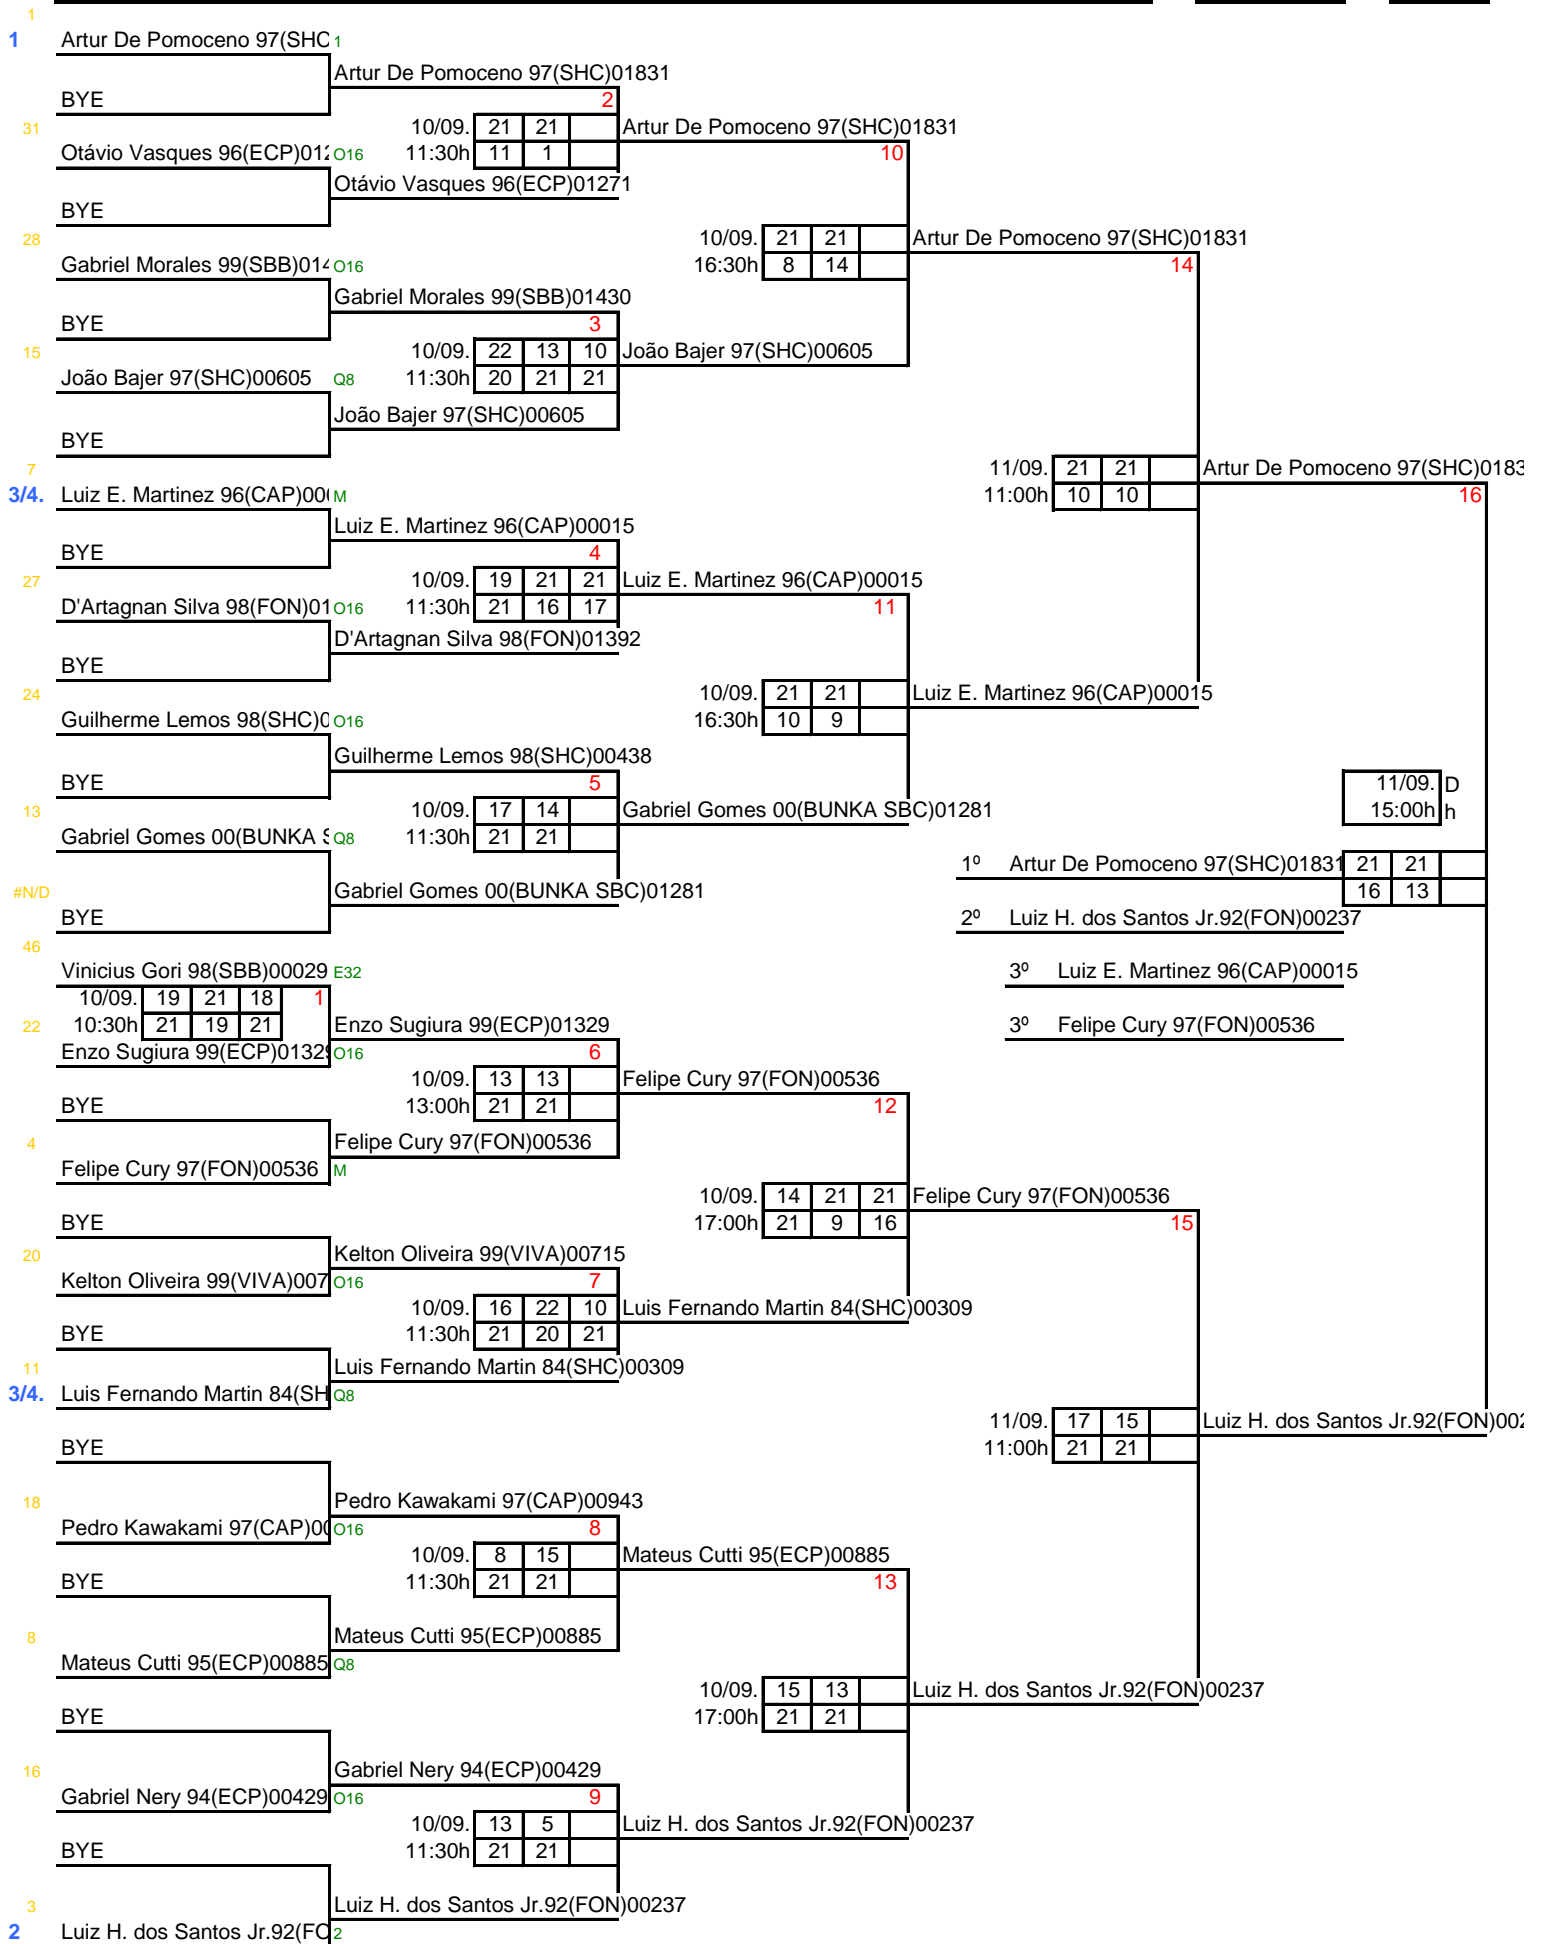 1
1 Artur De Pomoceno 97(SHC 1
Artur De Pomoceno 97(SHC)01831
BYE 2
31 10/09. 21 21 Artur De Pomoceno 97(SHC)01831
Otávio Vasques 96(ECP)012 O16 11:30h 11 1 10
Otávio Vasques 96(ECP)01271
BYE
28 10/09. 21 21 Artur De Pomoceno 97(SHC)01831
Gabriel Morales 99(SBB)014 O16 16:30h 8 14 14
Gabriel Morales 99(SBB)01430
BYE 3
15 10/09. 22 13 10 João Bajer 97(SHC)00605
João Bajer 97(SHC)00605 Q8 11:30h 20 21 21
João Bajer 97(SHC)00605
BYE
7 11/09. 21 21 Artur De Pomoceno 97(SHC)0183
3/4. Luiz E. Martinez 96(CAP)00 M 11:00h 10 10 16
Luiz E. Martinez 96(CAP)00015
BYE 4
27 10/09. 19 21 21 Luiz E. Martinez 96(CAP)00015
D'Artagnan Silva 98(FON)01 O16 11:30h 21 16 17 11
D'Artagnan Silva 98(FON)01392
BYE
24 10/09. 21 21 Luiz E. Martinez 96(CAP)00015
Guilherme Lemos 98(SHC)0 O16 16:30h 10 9
Guilherme Lemos 98(SHC)00438
BYE 5 11/09. D
13 10/09. 17 14 Gabriel Gomes 00(BUNKA SBC)01281 15:00h h
Gabriel Gomes 00(BUNKA S Q8 11:30h 21 21
1º Artur De Pomoceno 97(SHC)01831 21 21
#N/D Gabriel Gomes 00(BUNKA SBC)01281 16 13
BYE 2º Luiz H. dos Santos Jr.92(FON)00237
46
Vinicius Gori 98(SBB)00029 E32 3º Luiz E. Martinez 96(CAP)00015
10/09. 19 21 18 1
22 10:30h 21 19 21 Enzo Sugiura 99(ECP)01329 3º Felipe Cury 97(FON)00536
Enzo Sugiura 99(ECP)01329 O16 6
10/09. 13 13 Felipe Cury 97(FON)00536
BYE 13:00h 21 21 12
4 Felipe Cury 97(FON)00536
Felipe Cury 97(FON)00536 M
10/09. 14 21 21 Felipe Cury 97(FON)00536
BYE 17:00h 21 9 16 15
20 Kelton Oliveira 99(VIVA)00715
Kelton Oliveira 99(VIVA)007 O16 7
10/09. 16 22 10 Luis Fernando Martin 84(SHC)00309
BYE 11:30h 21 20 21
11 Luis Fernando Martin 84(SHC)00309
3/4. Luis Fernando Martin 84(SH Q8
11/09. 17 15 Luiz H. dos Santos Jr.92(FON)002
BYE 11:00h 21 21
18 Pedro Kawakami 97(CAP)00943
Pedro Kawakami 97(CAP)00 O16 8
10/09. 8 15 Mateus Cutti 95(ECP)00885
BYE 11:30h 21 21 13
8 Mateus Cutti 95(ECP)00885
Mateus Cutti 95(ECP)00885 Q8
10/09. 15 13 Luiz H. dos Santos Jr.92(FON)00237
BYE 17:00h 21 21
16 Gabriel Nery 94(ECP)00429
Gabriel Nery 94(ECP)00429 O16 9
10/09. 13 5 Luiz H. dos Santos Jr.92(FON)00237
BYE 11:30h 21 21
3 Luiz H. dos Santos Jr.92(FON)00237
2 Luiz H. dos Santos Jr.92(FO 2